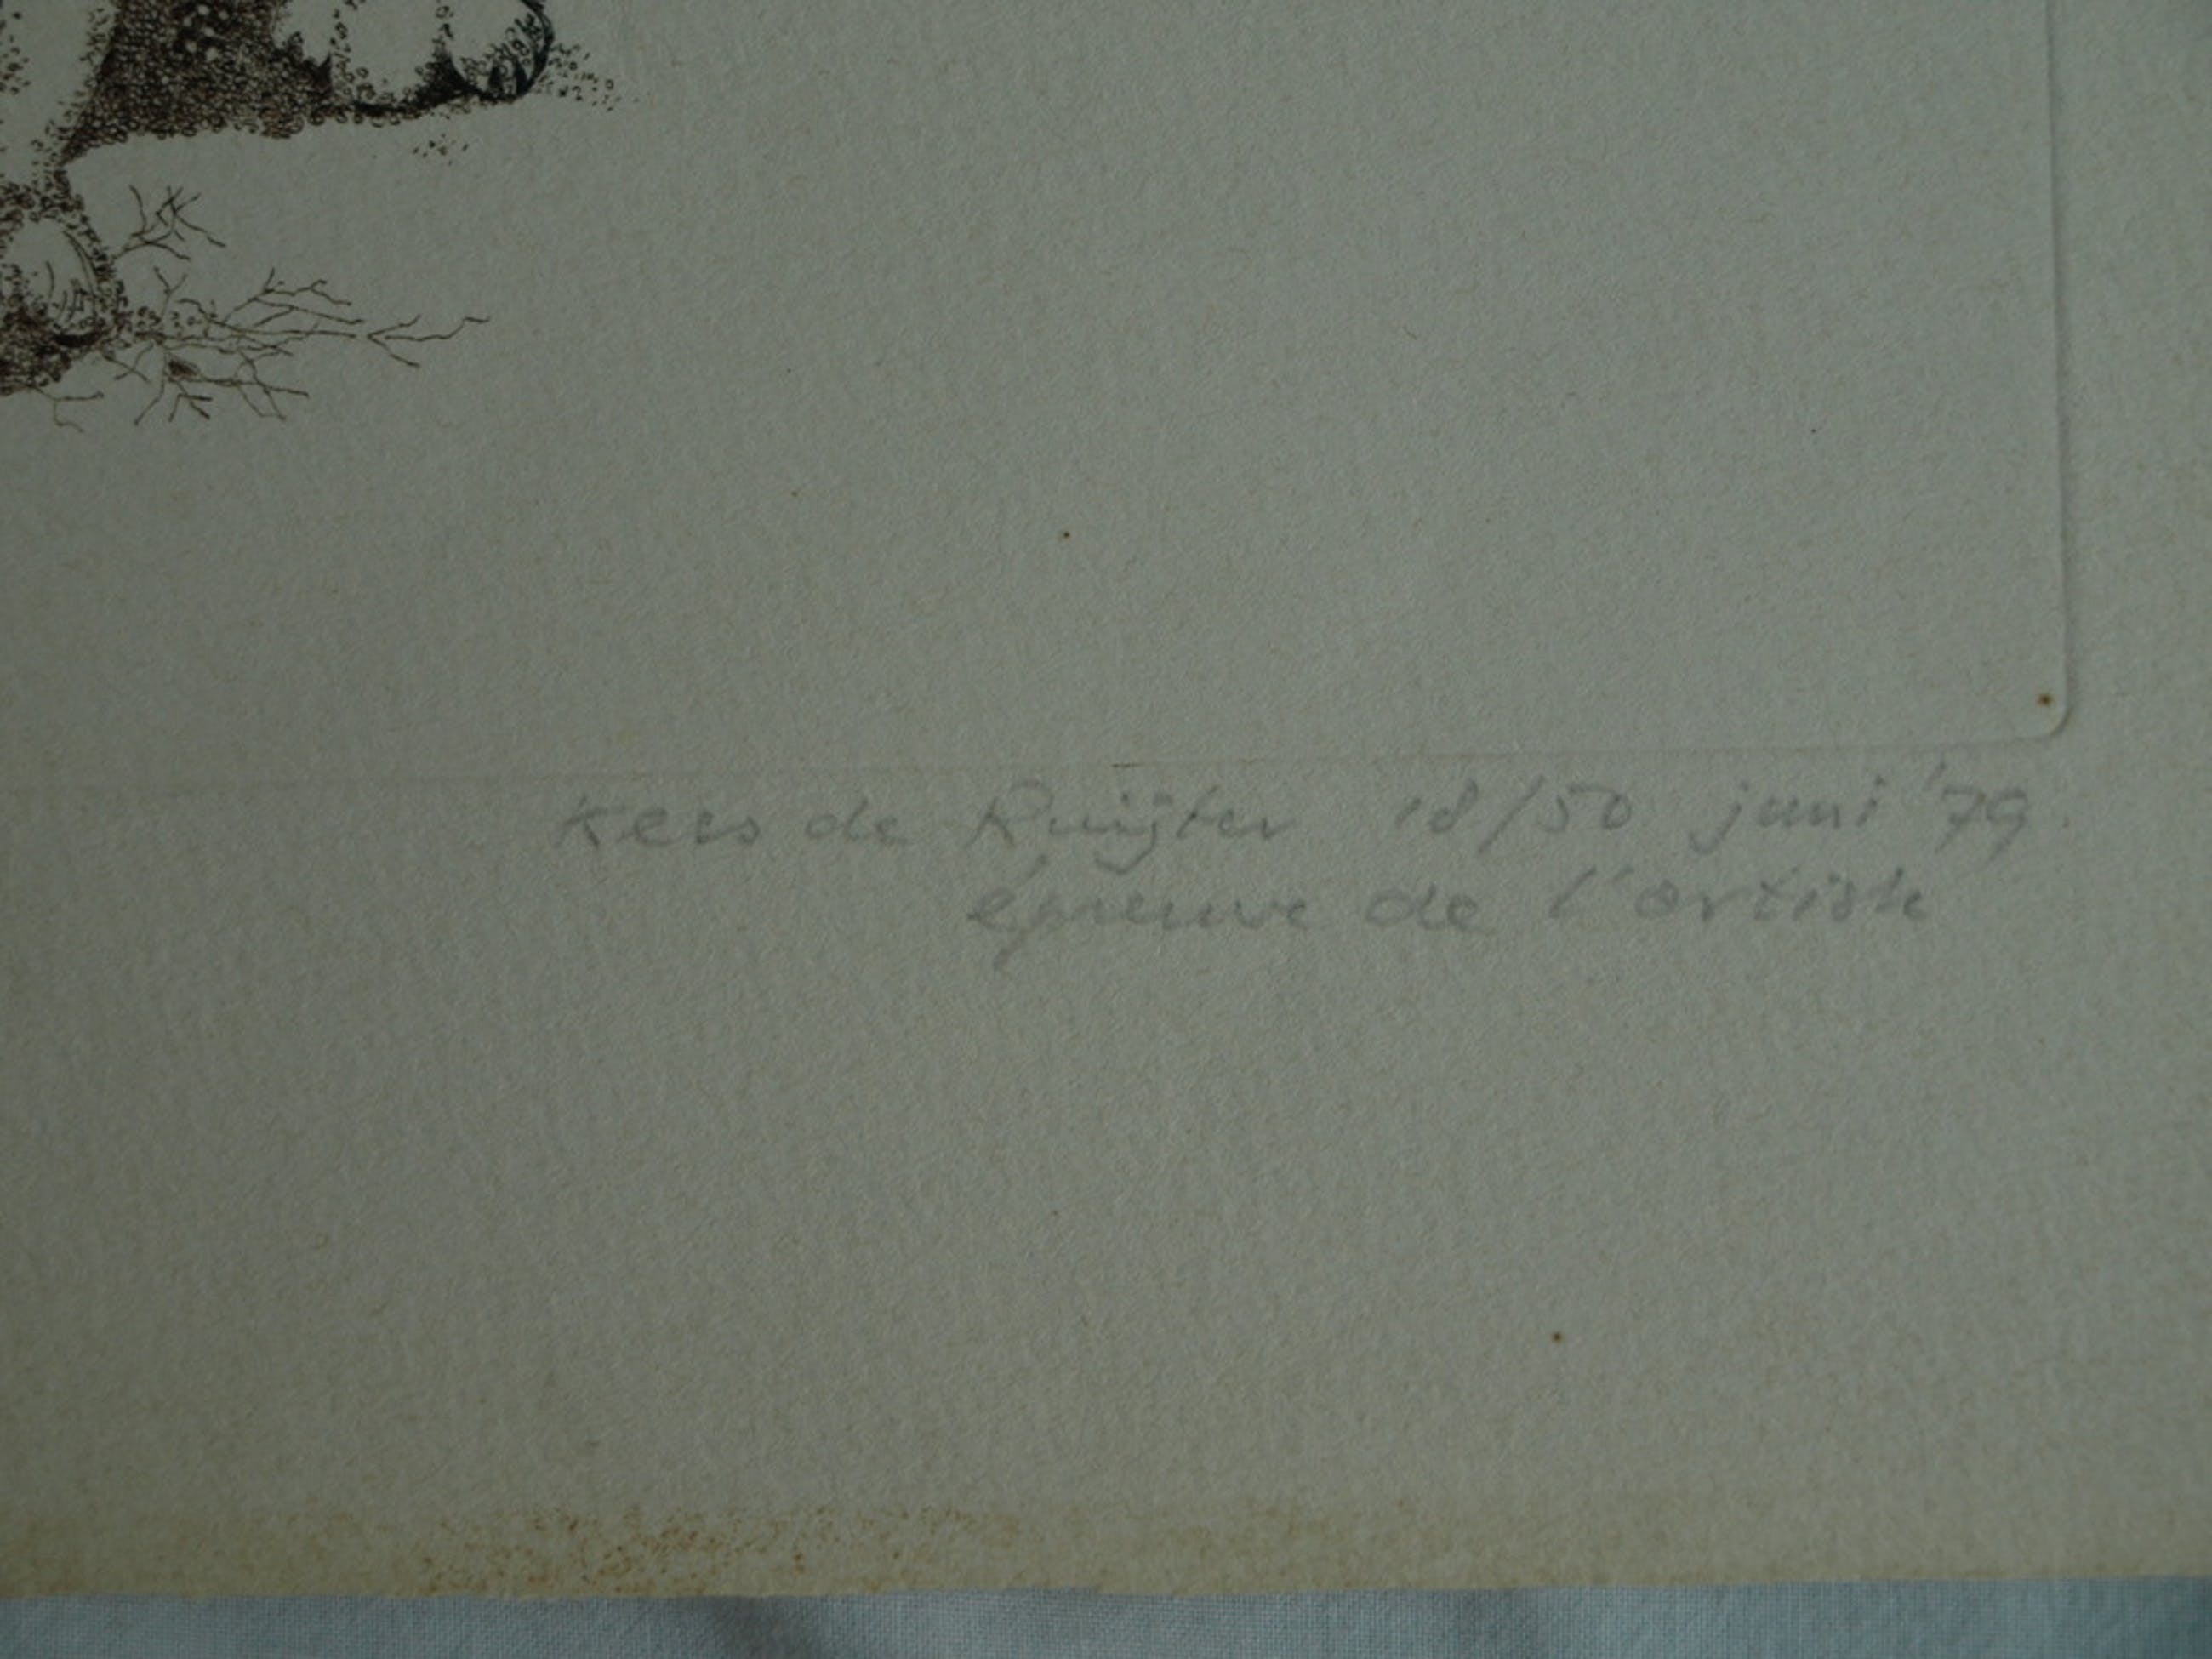 Kees de Ruijter 18/50 juni '79.
épreuve de l'artiste